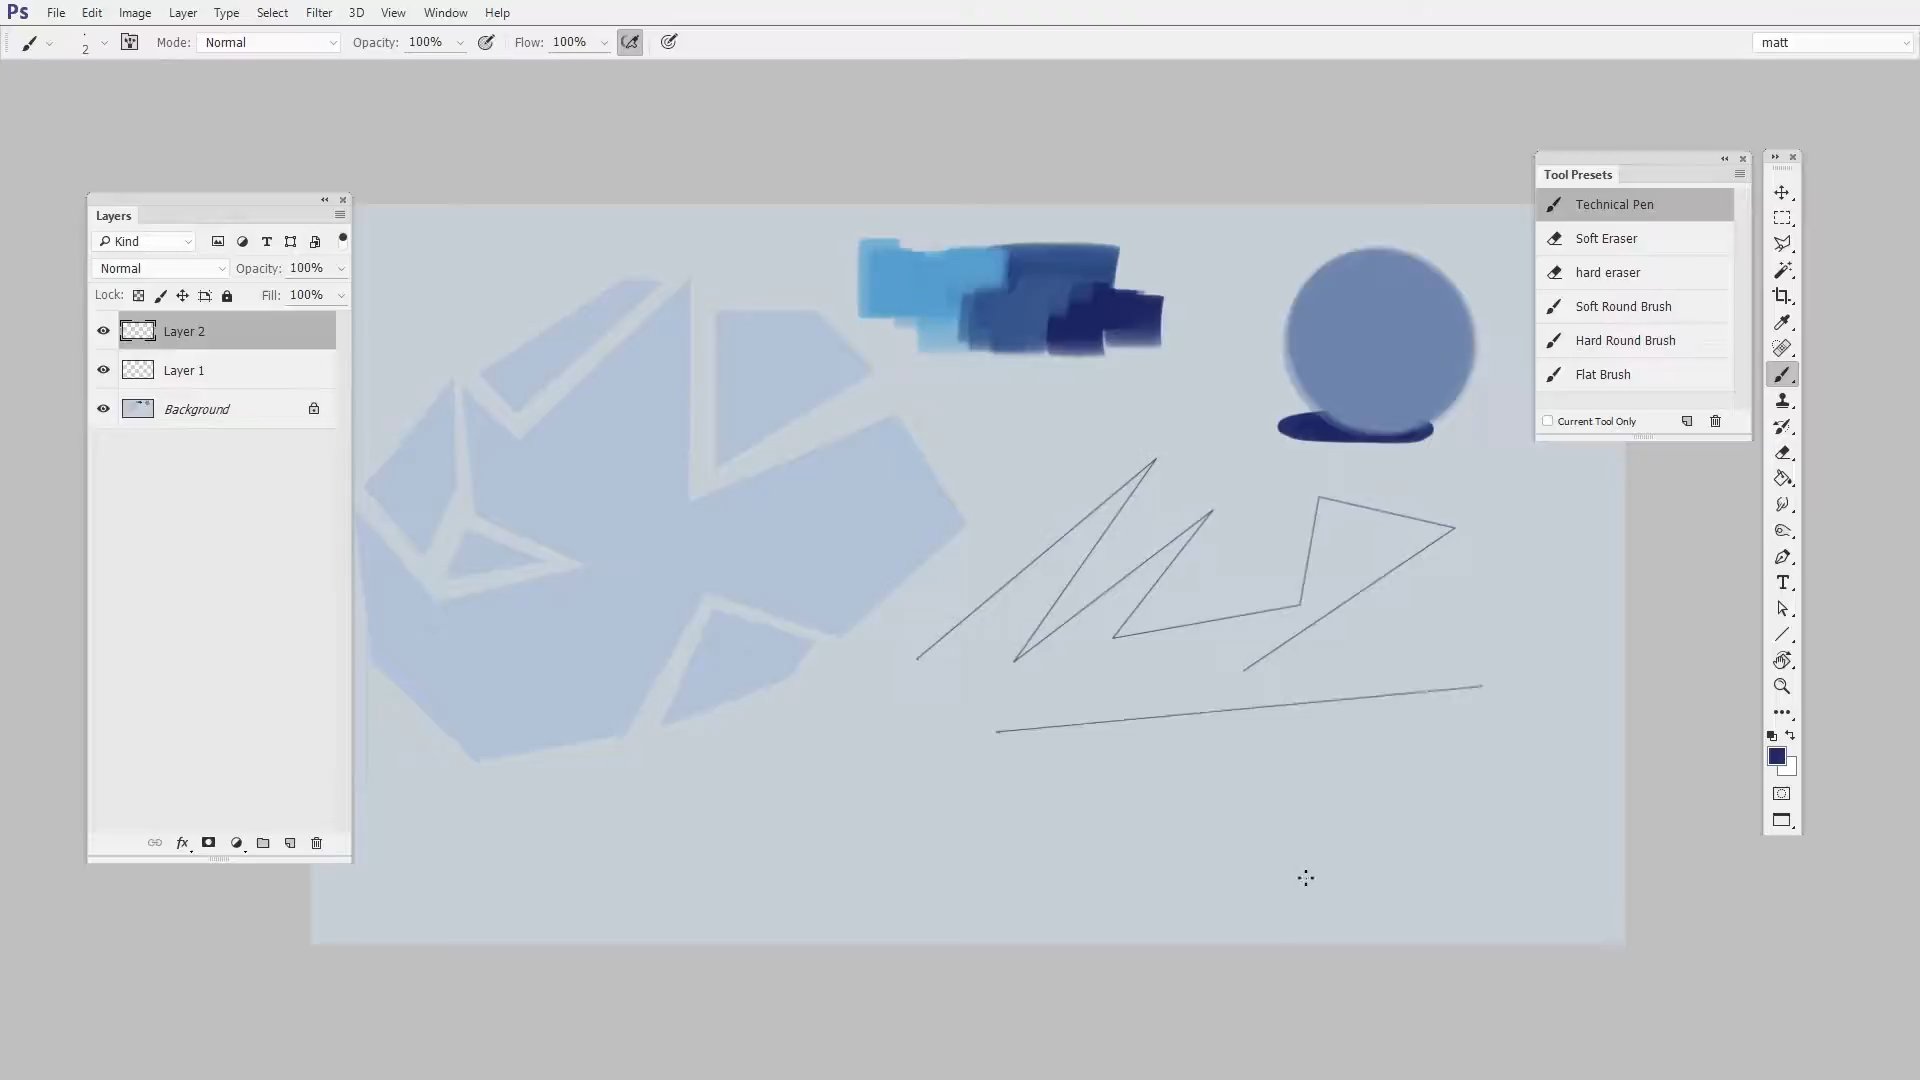 Ps File Edit Image Layer Type Select Filter 3D View Window Help
2 Mode: Normal Opacity: 100% Flow: 100% matt
Layers
Kind
Normal Opacity: 100%
Lock: Fill: 100%
Layer 2
Layer 1
Background
fx
Tool Presets
Technical Pen
Soft Eraser
hard eraser
Soft Round Brush
Hard Round Brush
Flat Brush
Current Tool Only